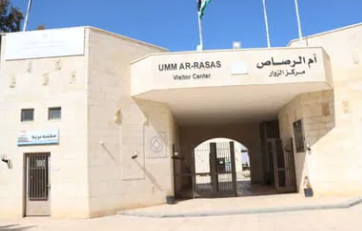 UMM AR-RASAS
Visitor Center
أم الرصاص
مركز الزوار